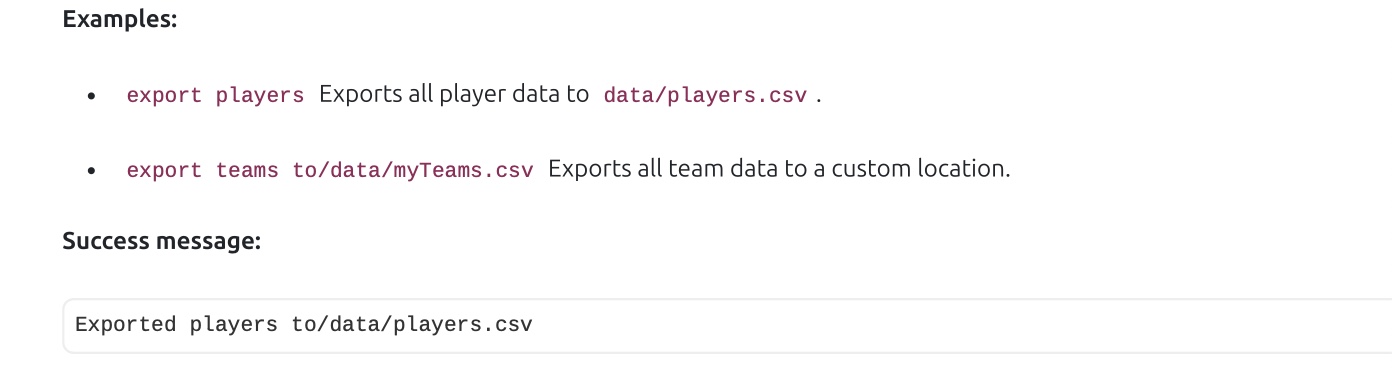 Examples:
• export players Exports all player data to data/players.csv .
• export teams to/data/myTeams.csv Exports all team data to a custom location.
Success message:
Exported players to/data/players.csv